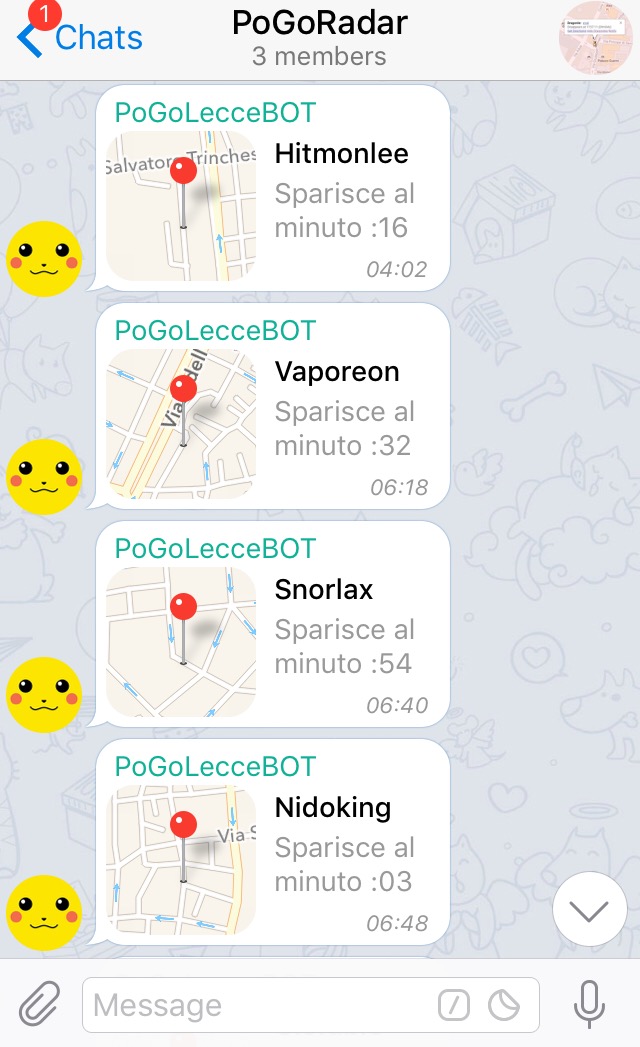 1
Chats
PoGoRadar
3 members
PoGoLecceBOT
Salvatore Trinches
Hitmonlee
Sparisce al
minuto :16
04:02
PoGoLecceBOT
Via dell
Vaporeon
Sparisce al
minuto :32
06:18
PoGoLecceBOT
Snorlax
Sparisce al
minuto :54
06:40
PoGoLecceBOT
Via S
Nidoking
Sparisce al
minuto :03
06:48
Message